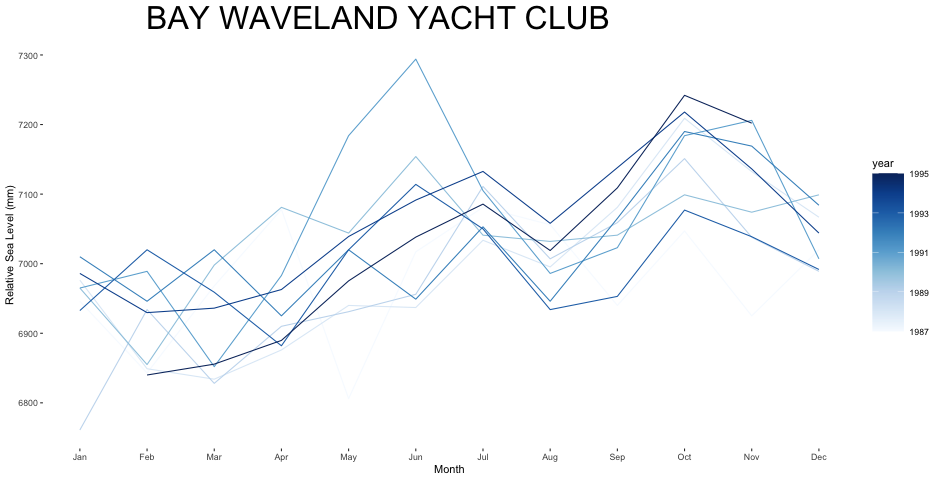 BAY WAVELAND YACHT CLUB
7300
7200
7100
7000
6900
6800
Relative Sea Level (mm)
Jan Feb Mar Apr May Jun Jul Aug Sep Oct Nov Dec
Month
year
1995
1993
1991
1989
1987